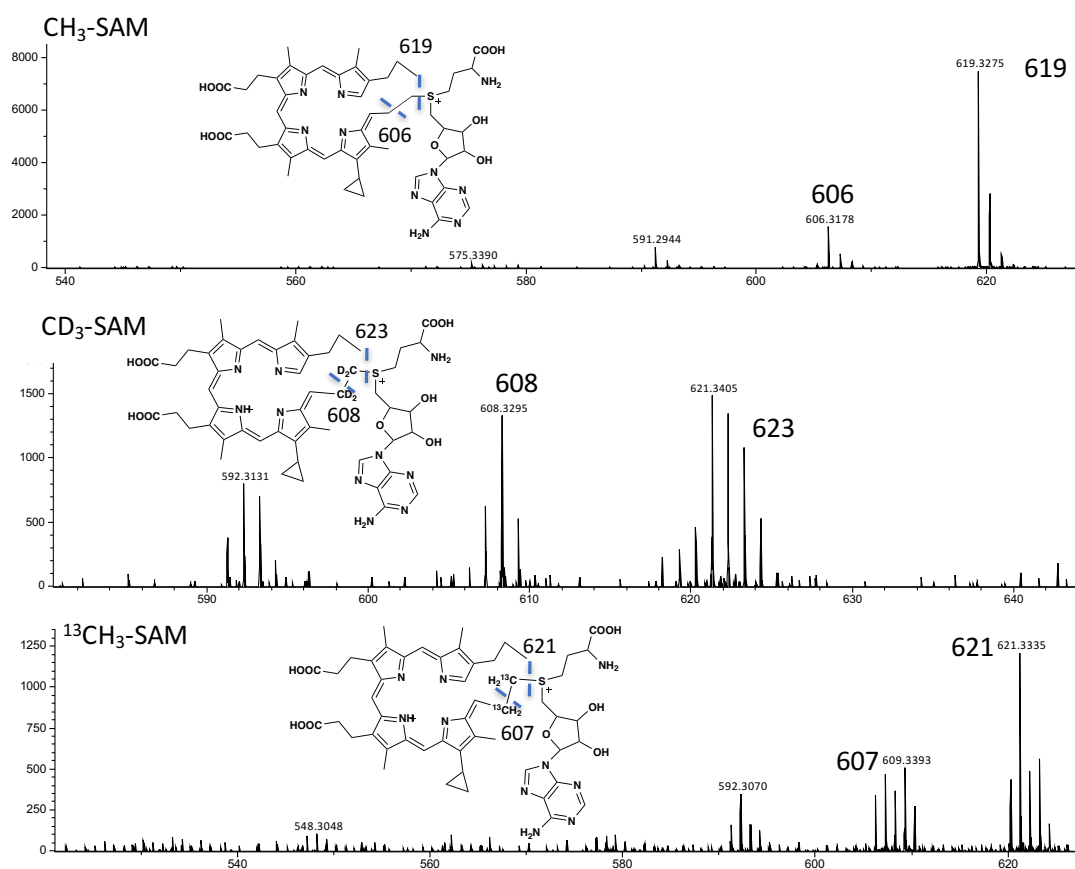 CH3-SAM
8000
6000
4000
2000
0
619
COOH
NH2
S+
HOOC
N
N
HOOC
N
N
606
O
OH
OH
N
N
N
N
H2N
619.3275
619
606
606.3178
591.2944
575.3390
540
560
580
600
620
CD3-SAM
1500
1000
500
0
623
COOH
NH2
D2C
S+
CD2
608
HOOC
N
N
HOOC
NH+
N
O
OH
OH
N
N
N
N
H2N
592.3131
608
608.3295
621.3405
623
590
600
610
620
630
640
13CH3-SAM
1250
1000
750
500
250
0
621
COOH
NH2
H213C
S+
13CH2
607
HOOC
N
N
HOOC
NH+
N
O
OH
OH
N
N
N
N
H2N
621
621.3335
607
609.3393
592.3070
548.3048
540
560
580
600
620